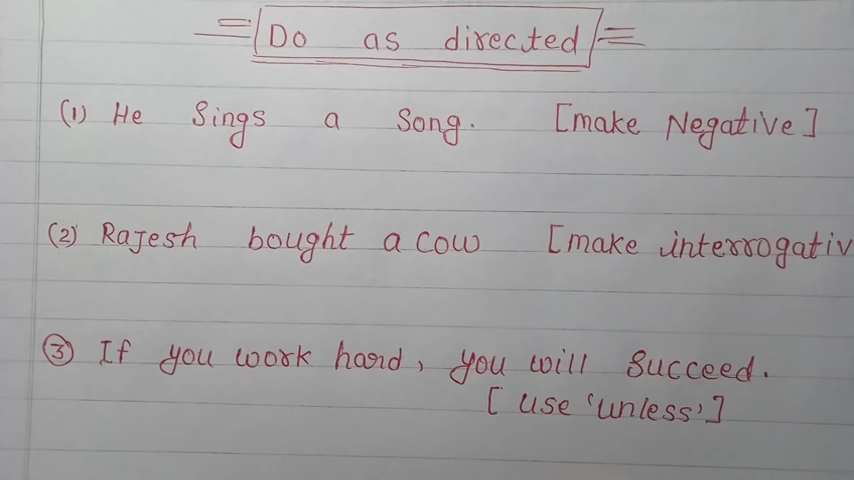 Do as directed
(1) He Sings a Song. [make Negative]
(2) Rajesh bought a cow [make interrogativ
(3) If you work hard, you will Succeed.
[use 'unless']